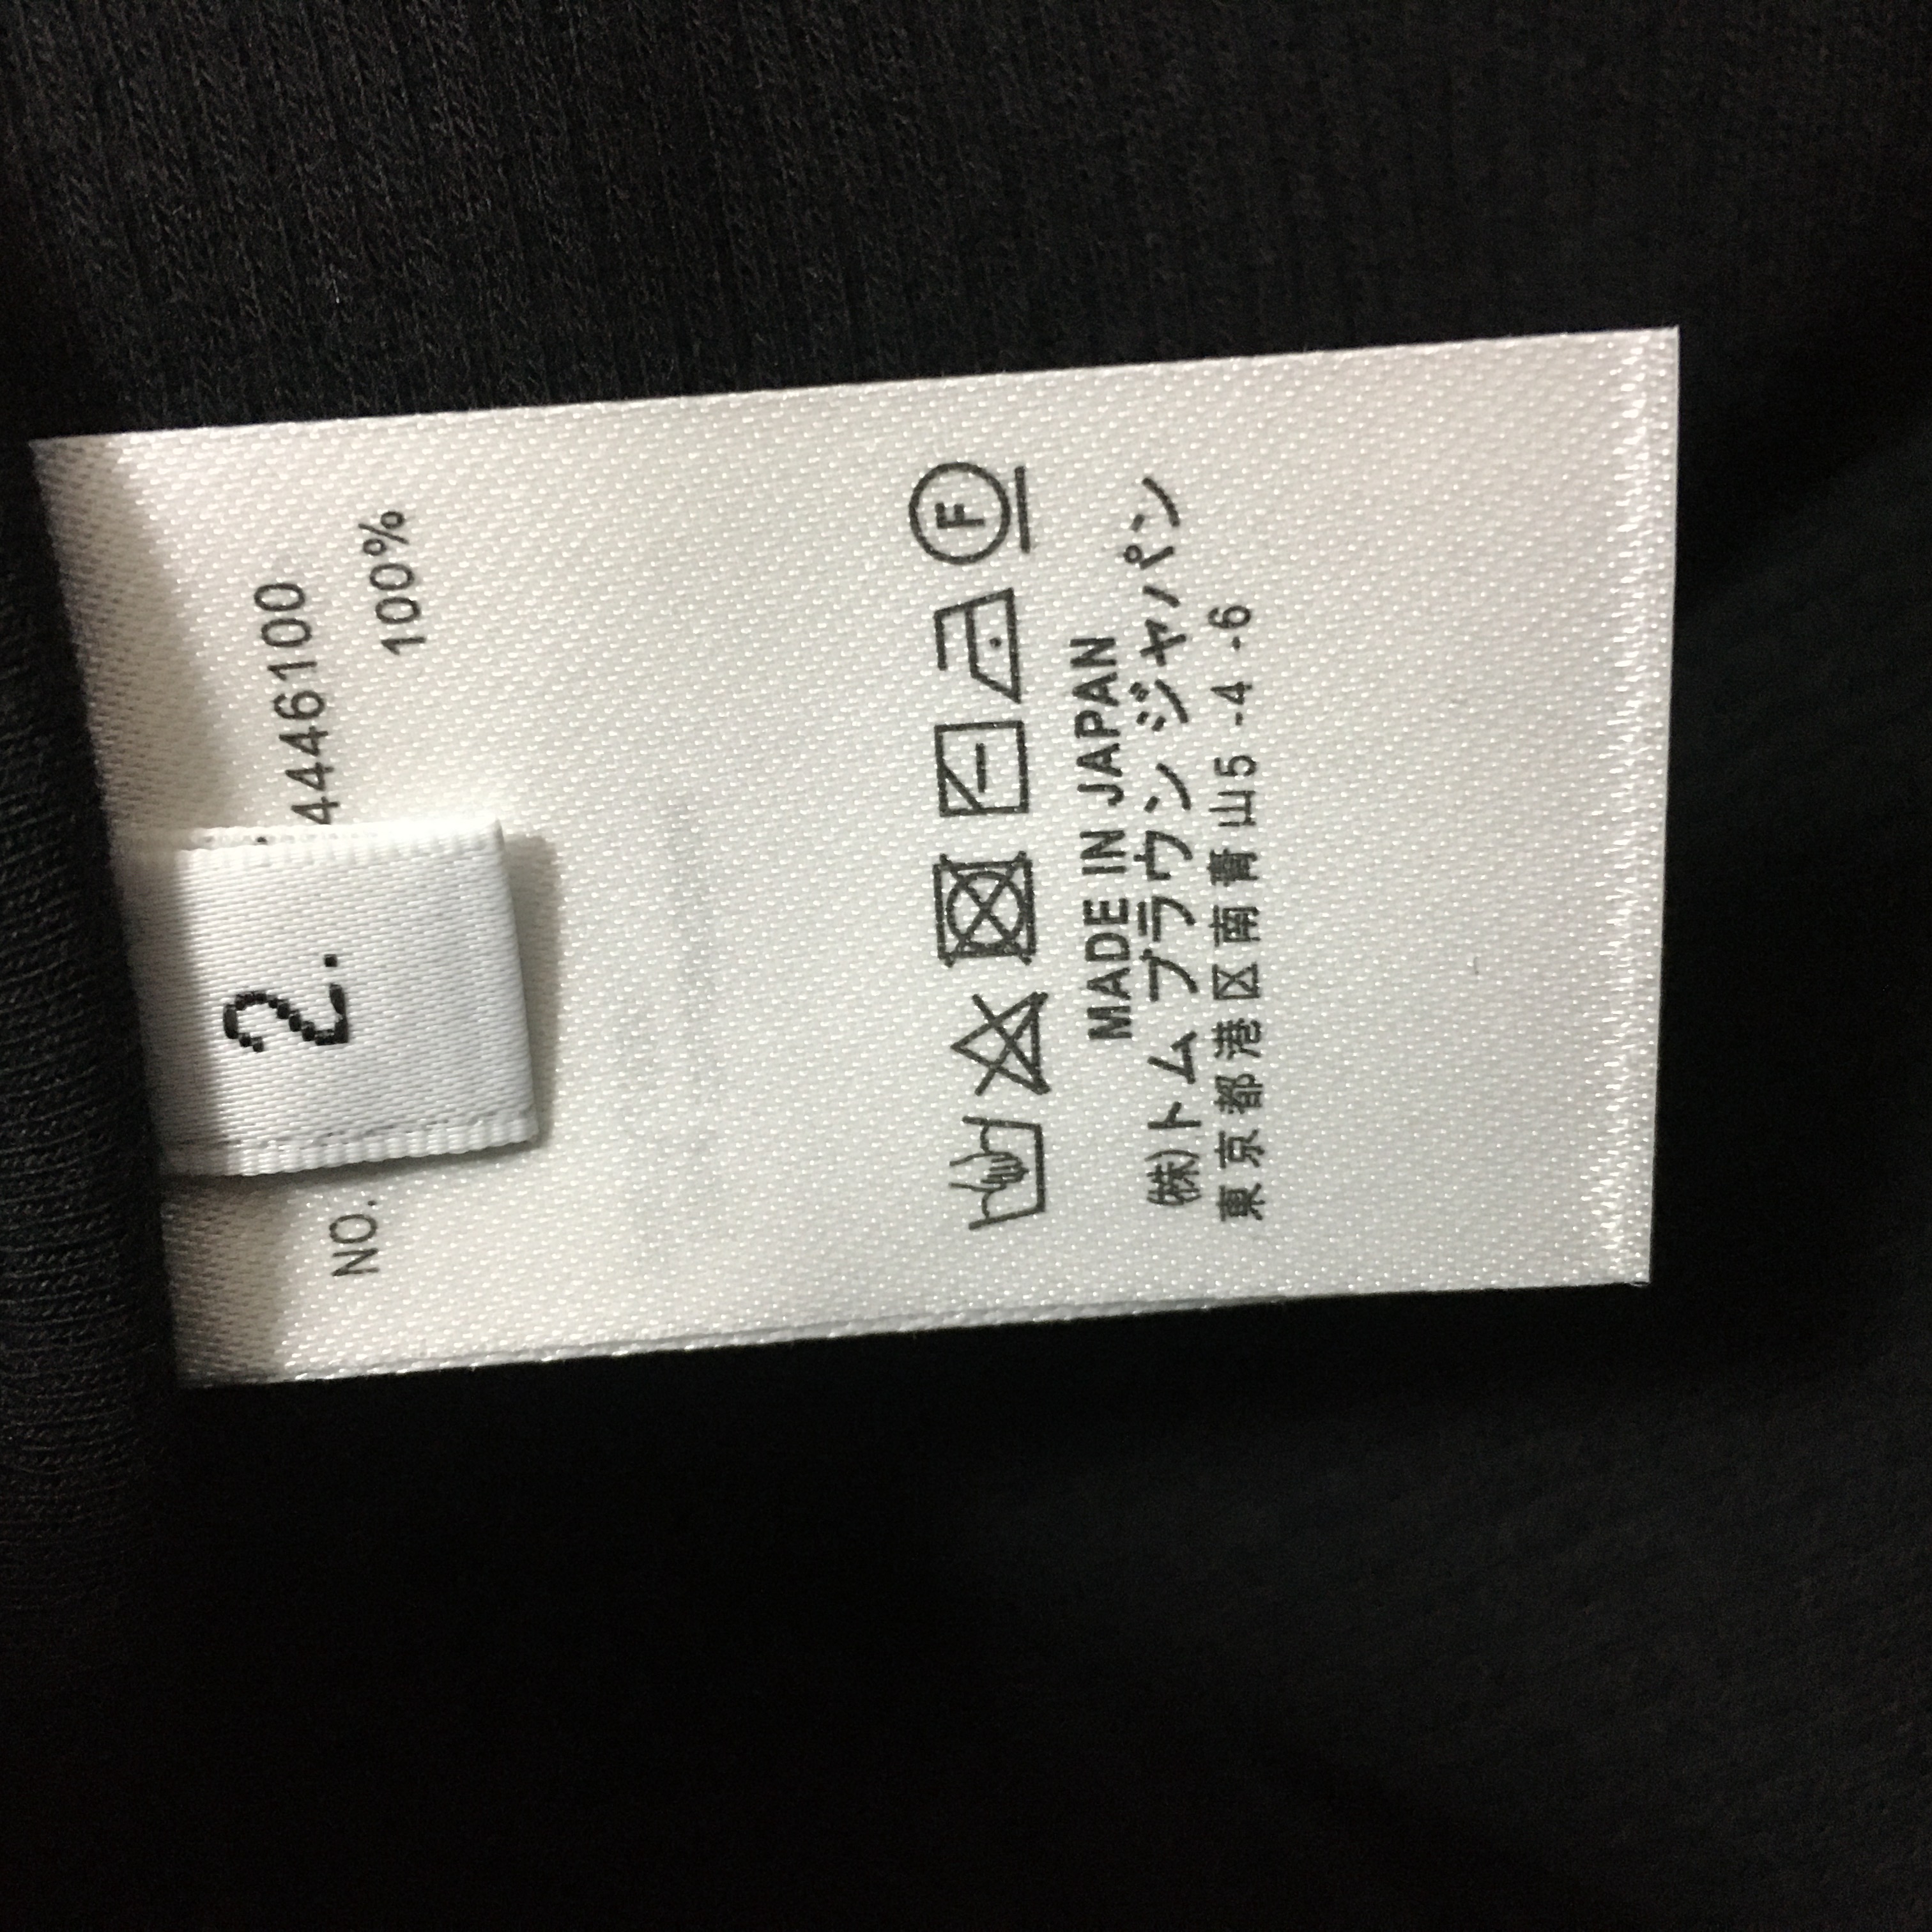 2.
NO. 4446100
100%
F
MADE IN JAPAN
㈱トム ブラウン ジャパン
東京都港区南青山5-4-6